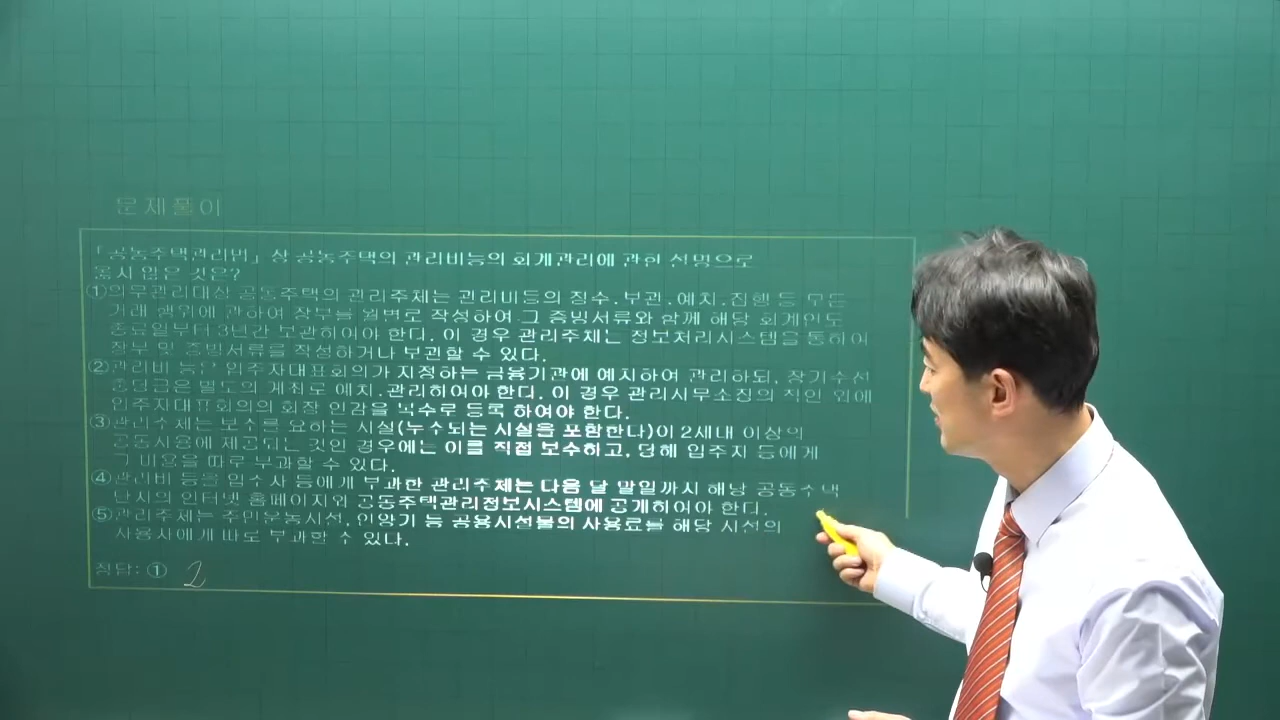 문제풀이
「공동주택관리법」 상 공동주택의 관리비등의 회계관리에 관한 설명으로
옳지 않은 것은?
①의무관리대상 공동주택의 관리주체는 관리비등의 징수.보관.예치.집행 등 모든
거래 행위에 관하여 장부를 월별로 작성하여 그 증빙서류와 함께 해당 회계연도
종료일부터 3년간 보관하여야 한다. 이 경우 관리주체는 정보처리시스템을 통하여
장부 및 증빙서류를 작성하거나 보관할 수 있다.
②관리비 등은 입주자대표회의가 지정하는 금융기관에 예치하여 관리하되, 장기수선
충당금은 별도의 계좌로 예치.관리하여야 한다. 이 경우 관리사무소장의 직인 외에
입주자대표회의의 회장 인감을 복수로 등록 하여야 한다.
③관리주체는 보수를 요하는 시설(누수되는 시설을 포함한다)이 2세대 이상의
공동사용에 제공되는 것인 경우에는 이를 직접 보수하고, 당해 입주자 등에게
그 비용을 따로 부과할 수 있다.
④관리비 등을 입주자 등에게 부과한 관리주체는 다음 달 말일까지 해당 공동주택
단지의 인터넷 홈페이지와 공동주택관리정보시스템에 공개하여야 한다.
⑤관리주체는 주민운동시설, 인양기 등 공용시설물의 사용료를 해당 시설의
사용자에게 따로 부과할 수 있다.
정답: ① 2